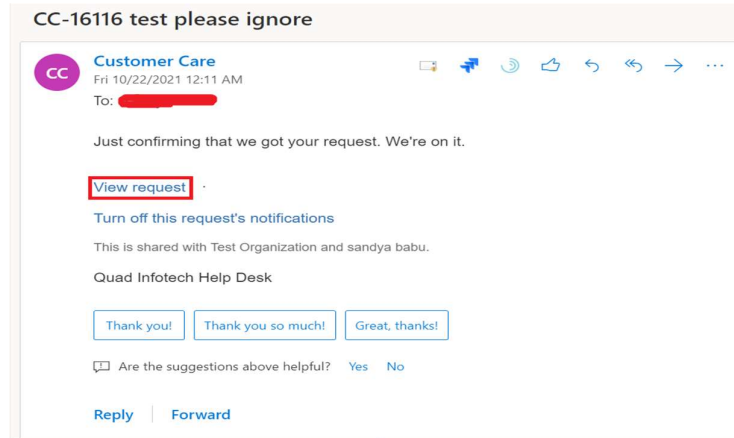 CC-16116 test please ignore
CC
Customer Care
Fri 10/22/2021 12:11 AM
To:
Just confirming that we got your request. We're on it.
View request ·
Turn off this request's notifications
This is shared with Test Organization and sandya babu.
Quad Infotech Help Desk
Thank you! Thank you so much! Great, thanks!
Are the suggestions above helpful? Yes No
Reply Forward